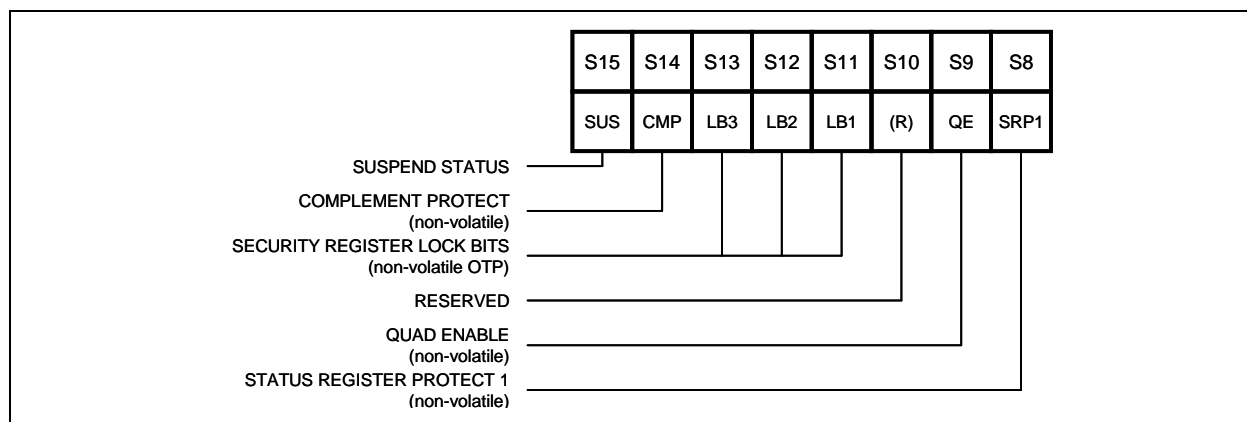 S15 S14 S13 S12 S11 S10 S9 S8
SUS CMP LB3 LB2 LB1 (R) QE SRP1
SUSPEND STATUS
COMPLEMENT PROTECT
(non-volatile)
SECURITY REGISTER LOCK BITS
(non-volatile OTP)
RESERVED
QUAD ENABLE
(non-volatile)
STATUS REGISTER PROTECT 1
(non-volatile)